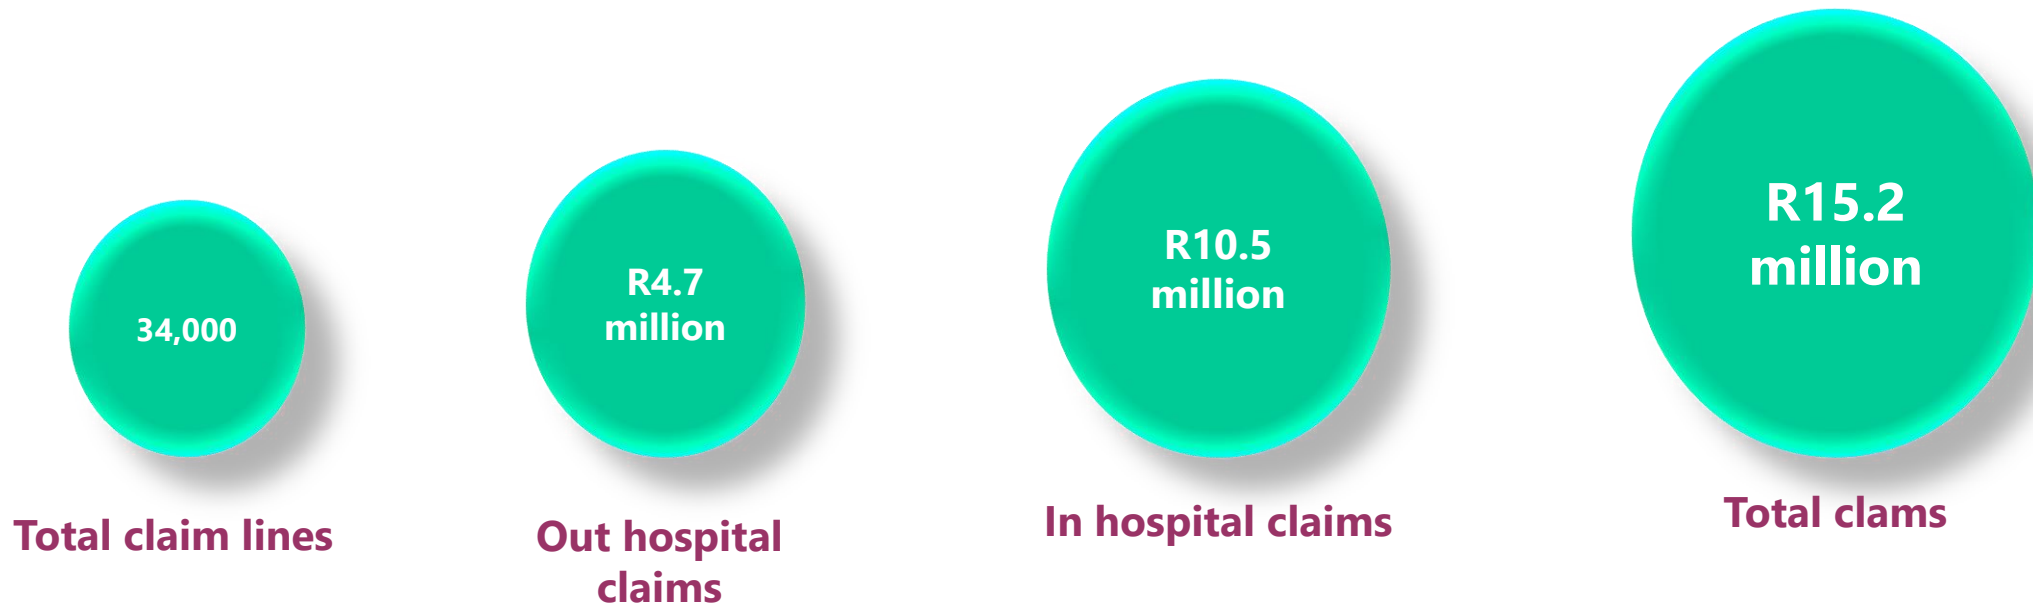 34,000
Total claim lines
R4.7
million
Out hospital
claims
R10.5
million
In hospital claims
R15.2
million
Total clams